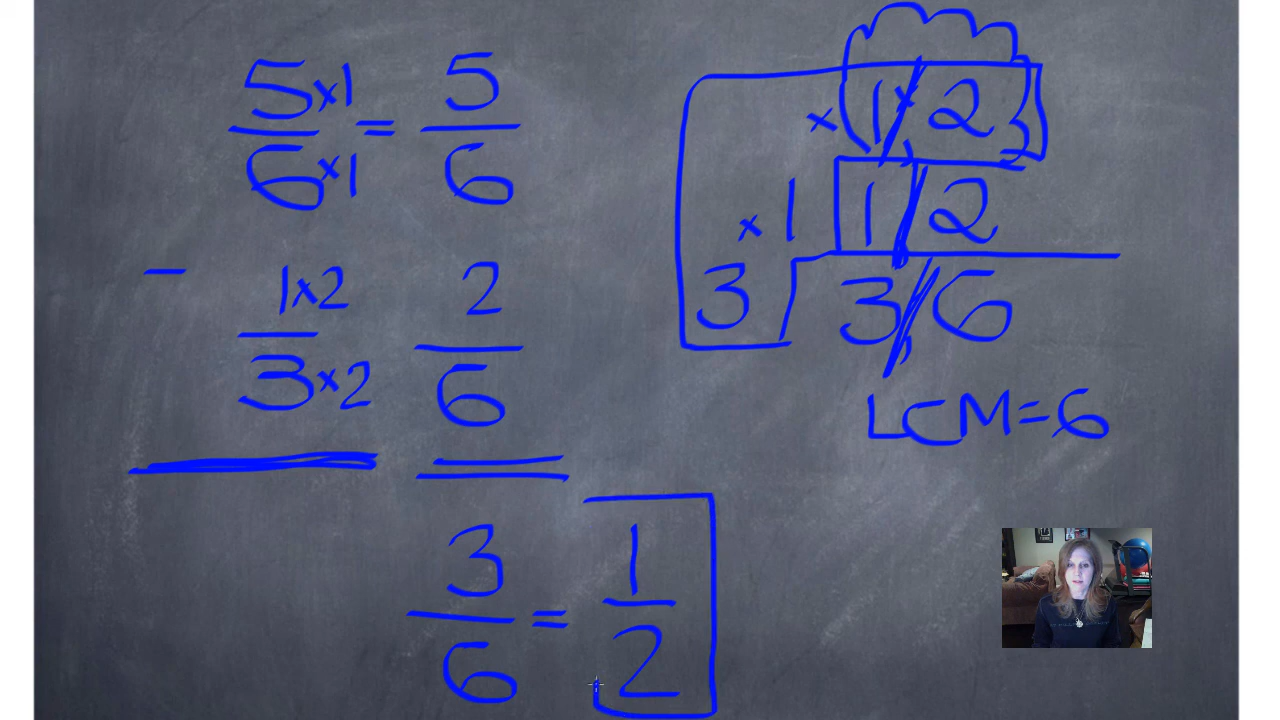 5×1/6×1 = 5/6
- 1×2/3×2 2/6
3/6 = 1/2
× 1 × 2
× 1 1 2
3 3, 6
LCM=6